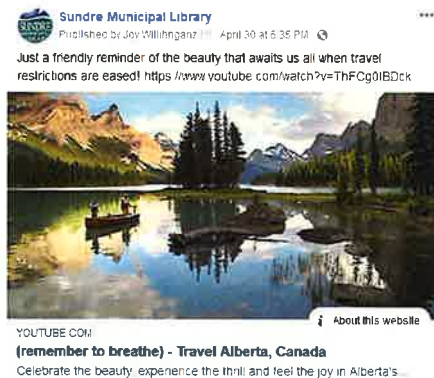 Sundre Municipal Library
Published by Joy Willihnganz April 30 at 6:35 PM
Just a friendly reminder of the beauty that awaits us all when travel
restrictions are eased! https //www youtube com/watch?v=ThFCg0IBDck
SUNDRE
i About this website
YOUTUBE COM
(remember to breathe) - Travel Alberta, Canada
Celebrate the beauty, experience the thrill and feel the joy in Alberta's